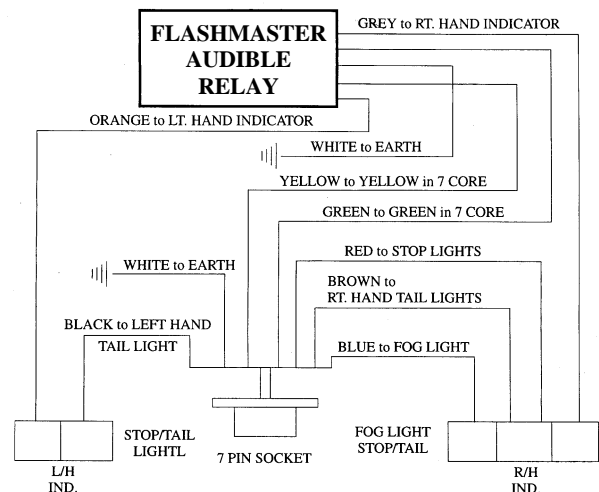 GREY to RT. HAND INDICATOR
FLASHMASTER
AUDIBLE
RELAY
ORANGE to LT. HAND INDICATOR
WHITE to EARTH
YELLOW to YELLOW in 7 CORE
GREEN to GREEN in 7 CORE
RED to STOP LIGHTS
WHITE to EARTH
BROWN to
RT. HAND TAIL LIGHTS
BLACK to LEFT HAND
TAIL LIGHT
BLUE to FOG LIGHT
STOP/TAIL
LIGHTL
7 PIN SOCKET
FOG LIGHT
STOP/TAIL
L/H
IND.
R/H
IND